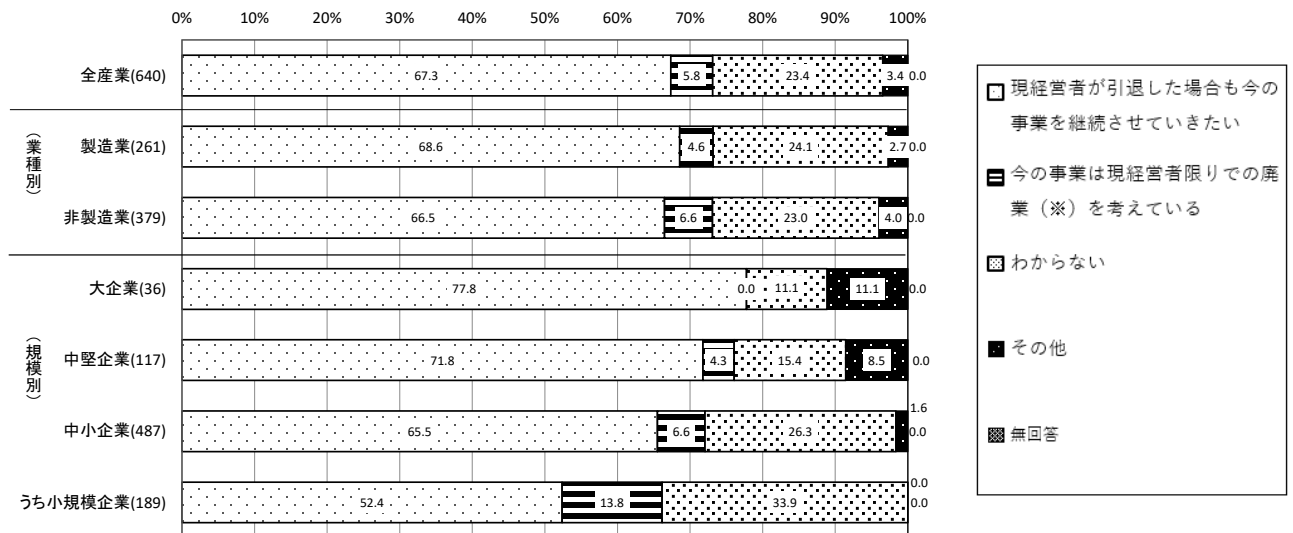 0% 10% 20% 30% 40% 50% 60% 70% 80% 90% 100%
全産業(640) 67.3 5.8 23.4 3.4 0.0
(業種別)
製造業(261) 68.6 4.6 24.1 2.7 0.0
非製造業(379) 66.5 6.6 23.0 4.0 0.0
(規模別)
大企業(36) 77.8 0.0 11.1 11.1 0.0
中堅企業(117) 71.8 4.3 15.4 8.5 0.0
中小企業(487) 65.5 6.6 26.3 1.6 0.0
うち小規模企業(189) 52.4 13.8 33.9 0.0 0.0
現経営者が引退した場合も今の
事業を継続させていきたい
今の事業は現経営者限りでの廃
業（※）を考えている
わからない
その他
無回答